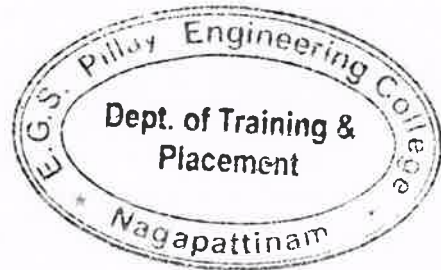 E.G.S. Pillay Engineering College
Dept. of Training &
Placement
* Nagapattinam *